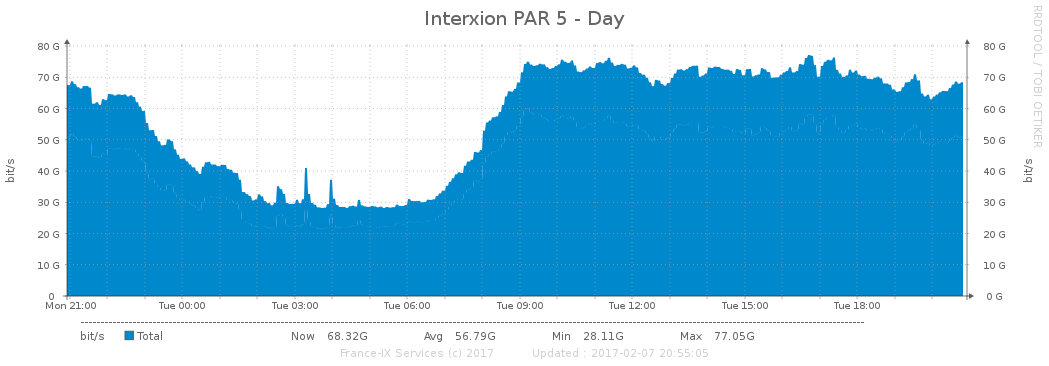 Interxion PAR 5 - Day
RRDTOOL / TOBI OETIKER
80 G 80 G
70 G 70 G
60 G 60 G
50 G 50 G
40 G 40 G
30 G 30 G
20 G 20 G
10 G 10 G
0 0 G
bit/s
bit/s
Mon 21:00 Tue 00:00 Tue 03:00 Tue 06:00 Tue 09:00 Tue 12:00 Tue 15:00 Tue 18:00
bit/s Total Now 68.32G Avg 56.79G Min 28.11G Max 77.05G
France-IX Services (c) 2017 Updated : 2017-02-07 20:55:05